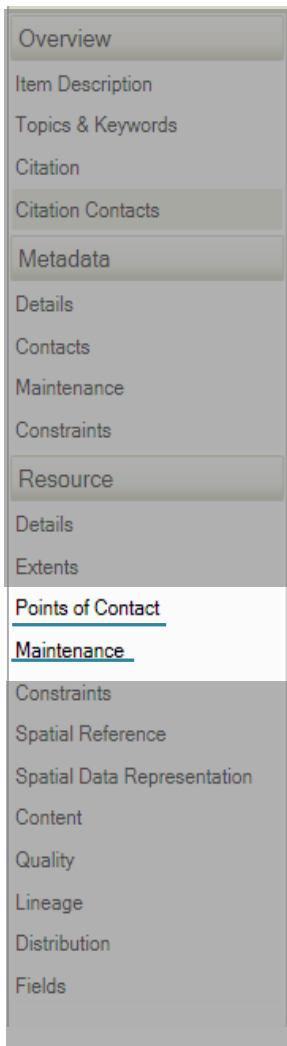 Overview
Item Description
Topics & Keywords
Citation
Citation Contacts
Metadata
Details
Contacts
Maintenance
Constraints
Resource
Details
Extents
Points of Contact
Maintenance
Constraints
Spatial Reference
Spatial Data Representation
Content
Quality
Lineage
Distribution
Fields